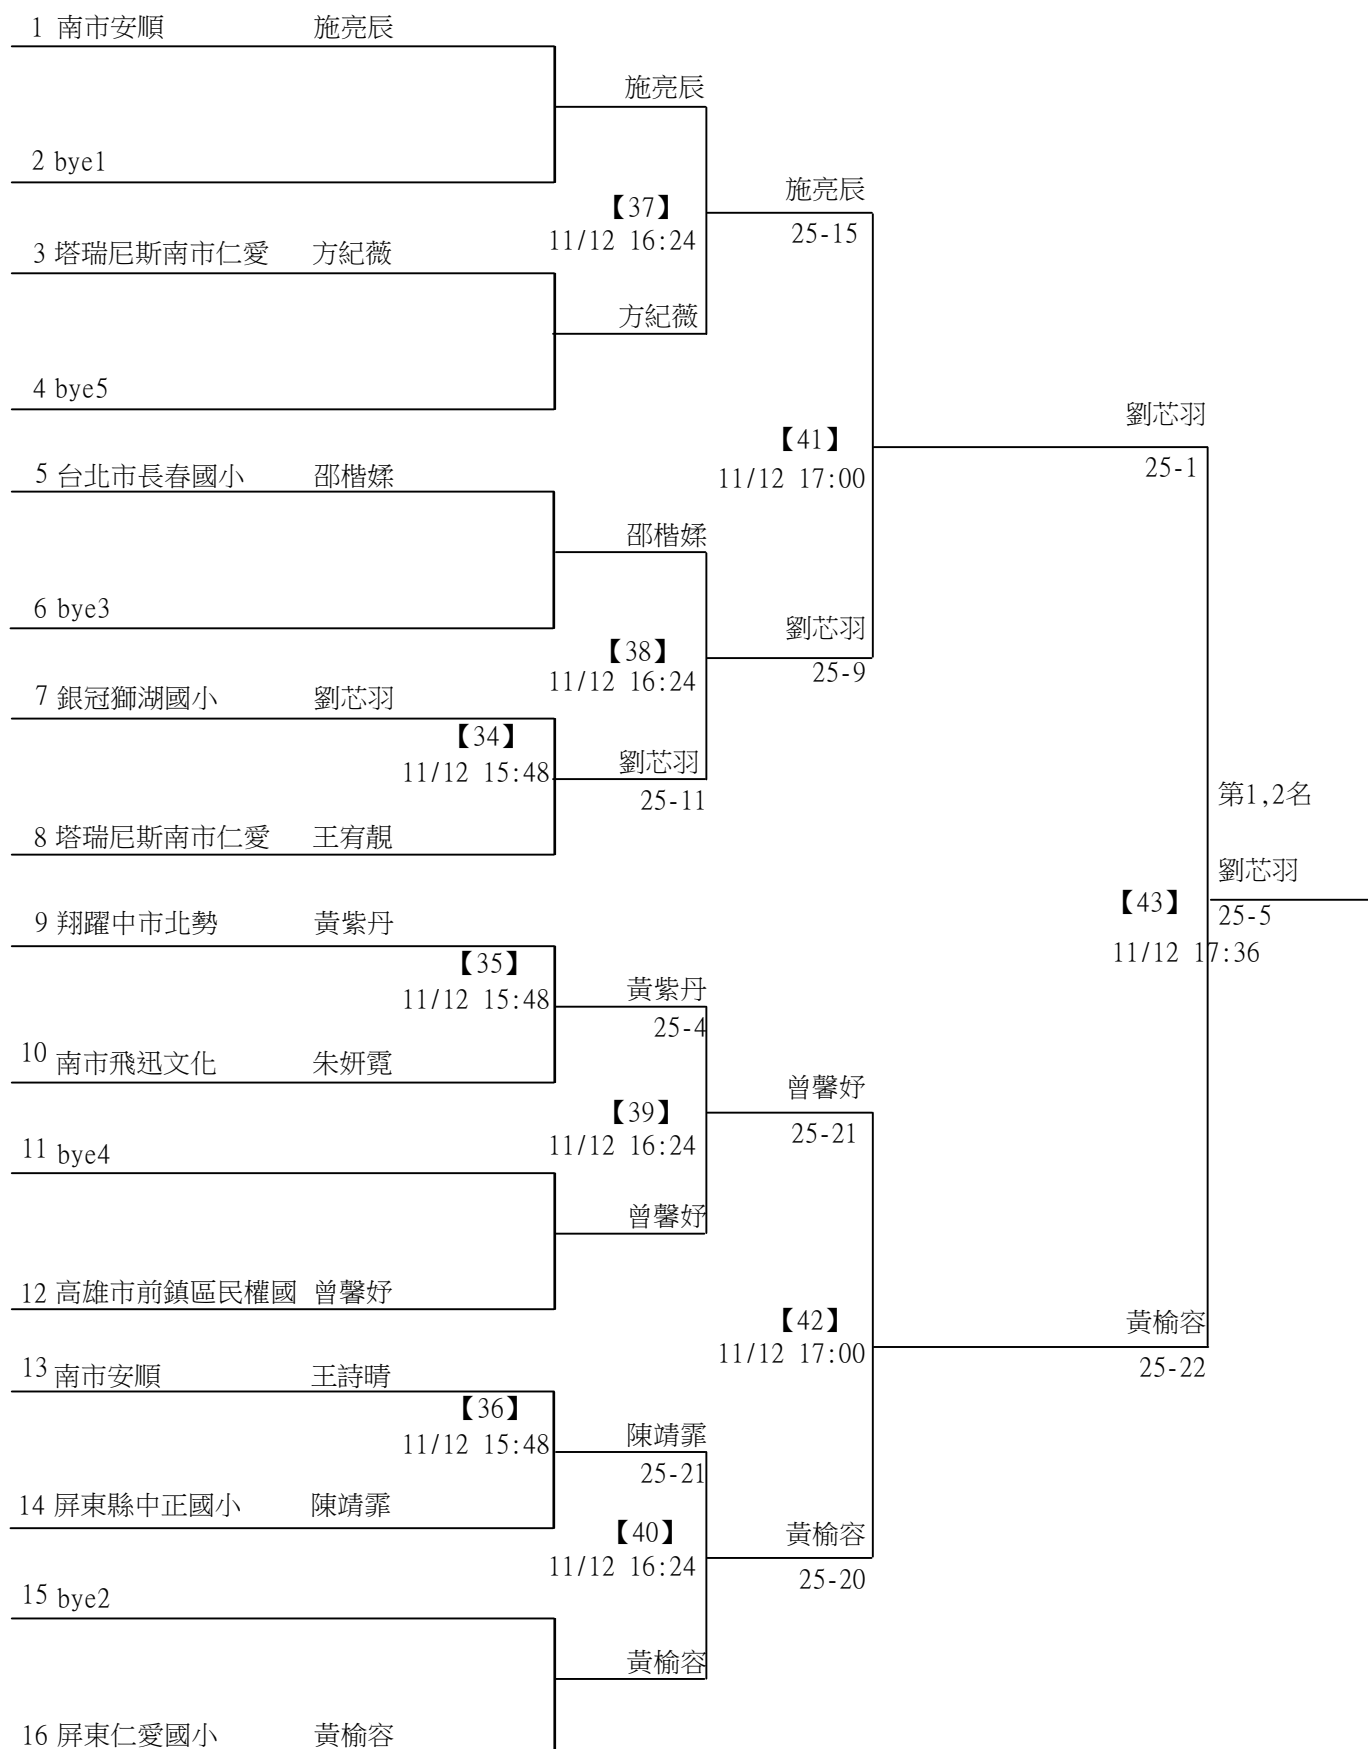 1 南市安順 施亮辰
施亮辰
2 bye1
施亮辰
【37】
25-15
11/12 16:24
3 塔瑞尼斯南市仁愛 方紀薇
方紀薇
4 bye5
劉芯羽
【41】
25-1
11/12 17:00
5 台北市長春國小 邵楷媃
邵楷媃
6 bye3
劉芯羽
【38】
25-9
11/12 16:24
7 銀冠獅湖國小 劉芯羽
【34】
11/12 15:48
劉芯羽
25-11
8 塔瑞尼斯南市仁愛 王宥靚
第1,2名
劉芯羽
【43】
25-5
11/12 17:36
9 翔躍中市北勢 黃紫丹
【35】
11/12 15:48
黃紫丹
25-4
10 南市飛迅文化 朱妍霓
曾馨妤
【39】
25-21
11/12 16:24
11 bye4
曾馨妤
12 高雄市前鎮區民權國 曾馨妤
【42】
黃榆容
11/12 17:00
25-22
13 南市安順 王詩晴
【36】
11/12 15:48
陳靖霏
25-21
14 屏東縣中正國小 陳靖霏
【40】
黃榆容
11/12 16:24
25-20
15 bye2
黃榆容
16 屏東仁愛國小 黃榆容